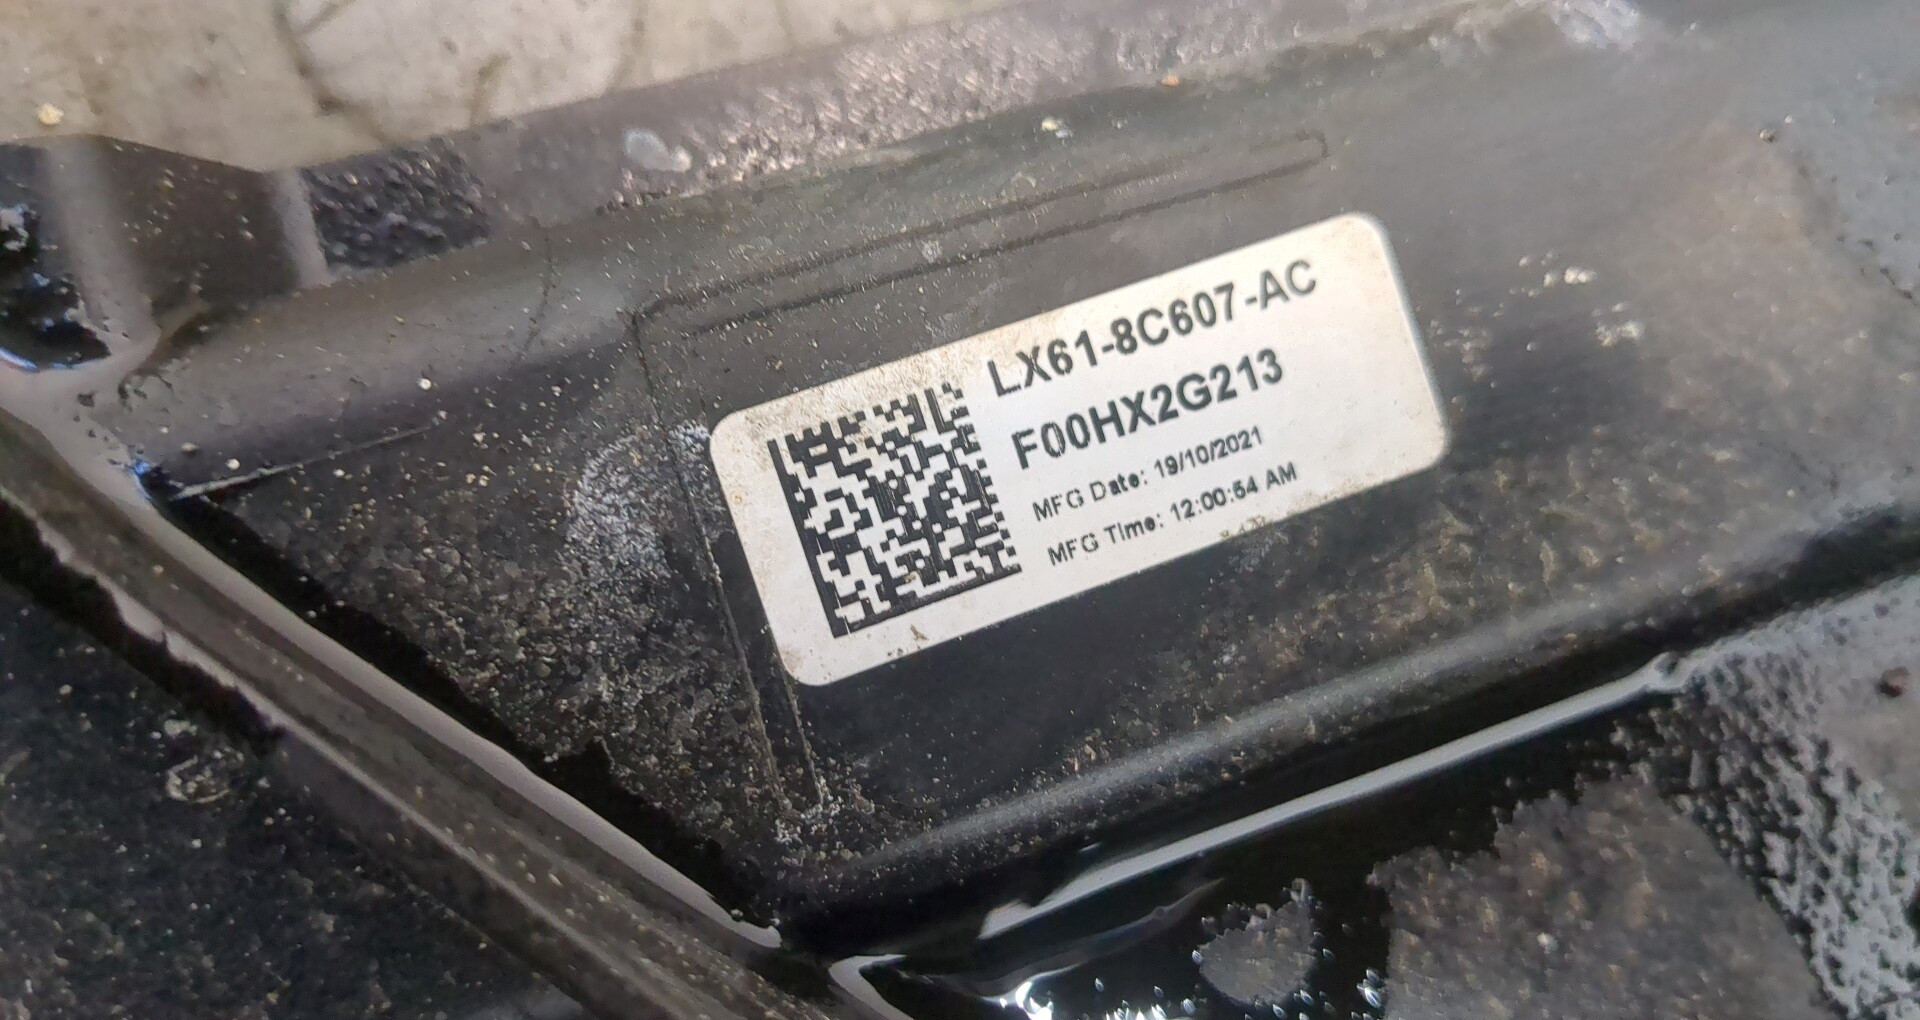 LX61-8C607-AC
F00HX2G213
MFG Date: 19/10/2021
MFG Time: 12:00:54 AM